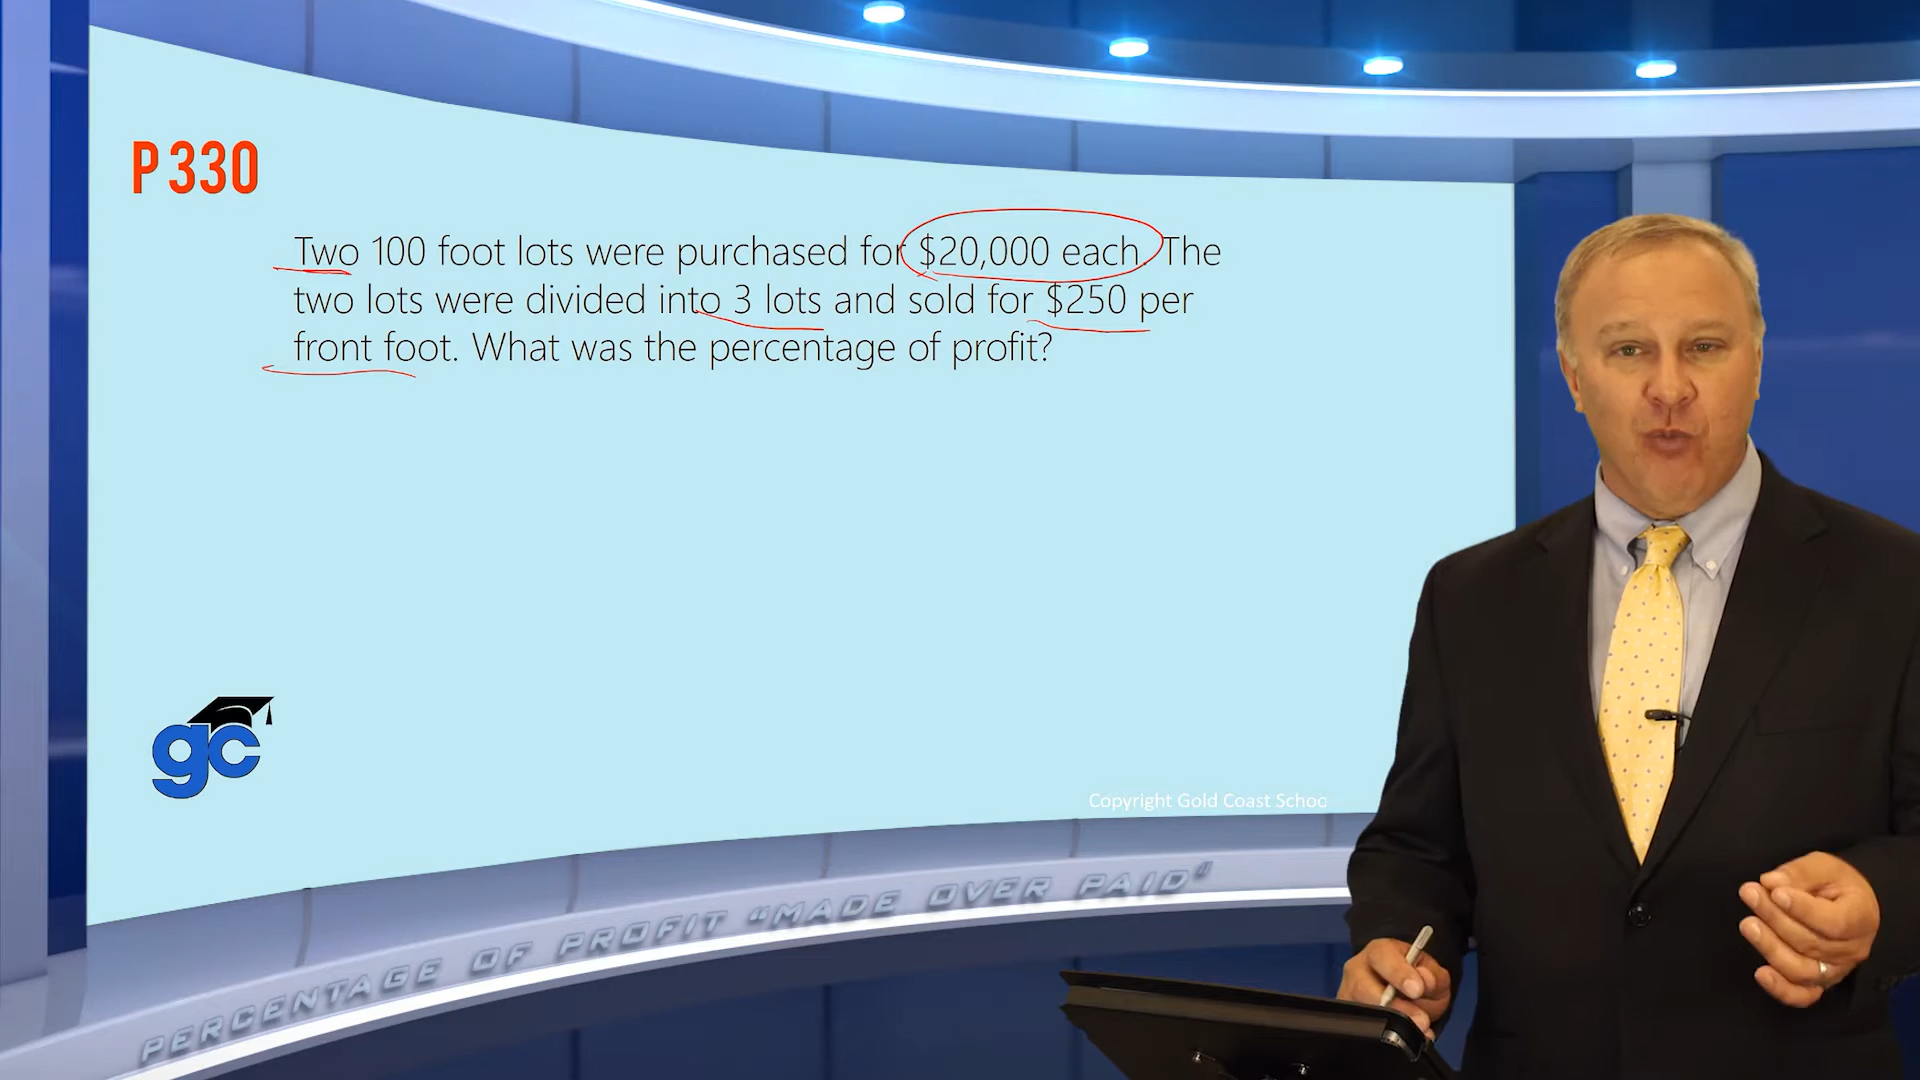 P 330
Two 100 foot lots were purchased for $20,000 each. The
two lots were divided into 3 lots and sold for $250 per
front foot. What was the percentage of profit?
gc
Copyright Gold Coast Schoo
PERCENTAGE OF PROFIT "MADE OVER PAID"